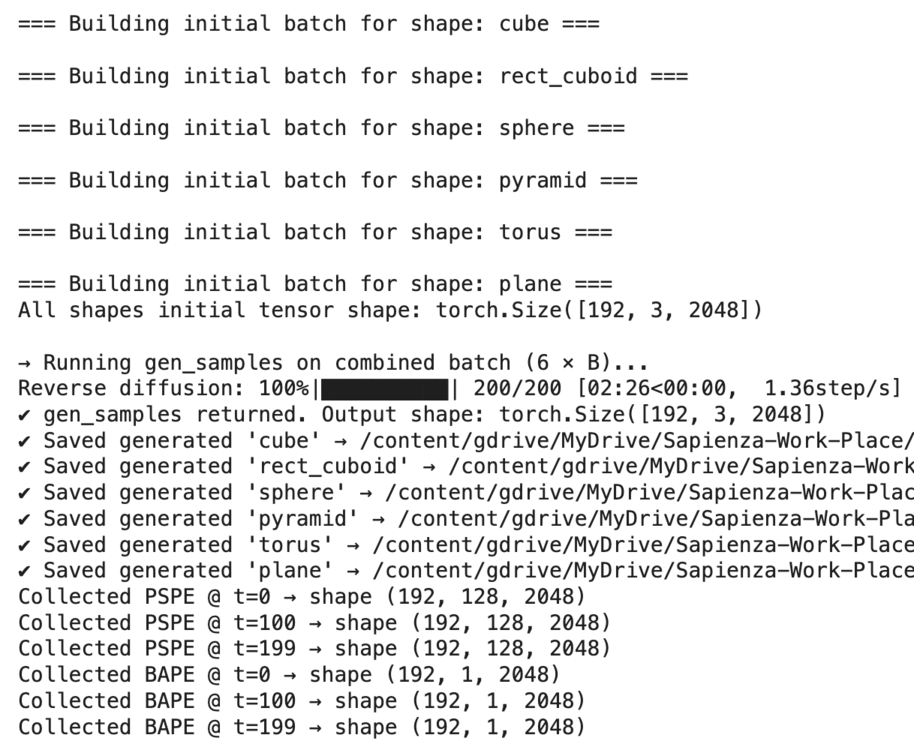 === Building initial batch for shape: cube ===
=== Building initial batch for shape: rect_cuboid ===
=== Building initial batch for shape: sphere ===
=== Building initial batch for shape: pyramid ===
=== Building initial batch for shape: torus ===
=== Building initial batch for shape: plane ===
All shapes initial tensor shape: torch.Size([192, 3, 2048])
→ Running gen_samples on combined batch (6 × B)...
Reverse diffusion: 100%|██████████| 200/200 [02:26<00:00,  1.36step/s]
✔ gen_samples returned. Output shape: torch.Size([192, 3, 2048])
✔ Saved generated 'cube' → /content/gdrive/MyDrive/Sapienza-Work-Place/
✔ Saved generated 'rect_cuboid' → /content/gdrive/MyDrive/Sapienza-Work
✔ Saved generated 'sphere' → /content/gdrive/MyDrive/Sapienza-Work-Plac
✔ Saved generated 'pyramid' → /content/gdrive/MyDrive/Sapienza-Work-Pla
✔ Saved generated 'torus' → /content/gdrive/MyDrive/Sapienza-Work-Place
✔ Saved generated 'plane' → /content/gdrive/MyDrive/Sapienza-Work-Place
Collected PSPE @ t=0 → shape (192, 128, 2048)
Collected PSPE @ t=100 → shape (192, 128, 2048)
Collected PSPE @ t=199 → shape (192, 128, 2048)
Collected BAPE @ t=0 → shape (192, 1, 2048)
Collected BAPE @ t=100 → shape (192, 1, 2048)
Collected BAPE @ t=199 → shape (192, 1, 2048)